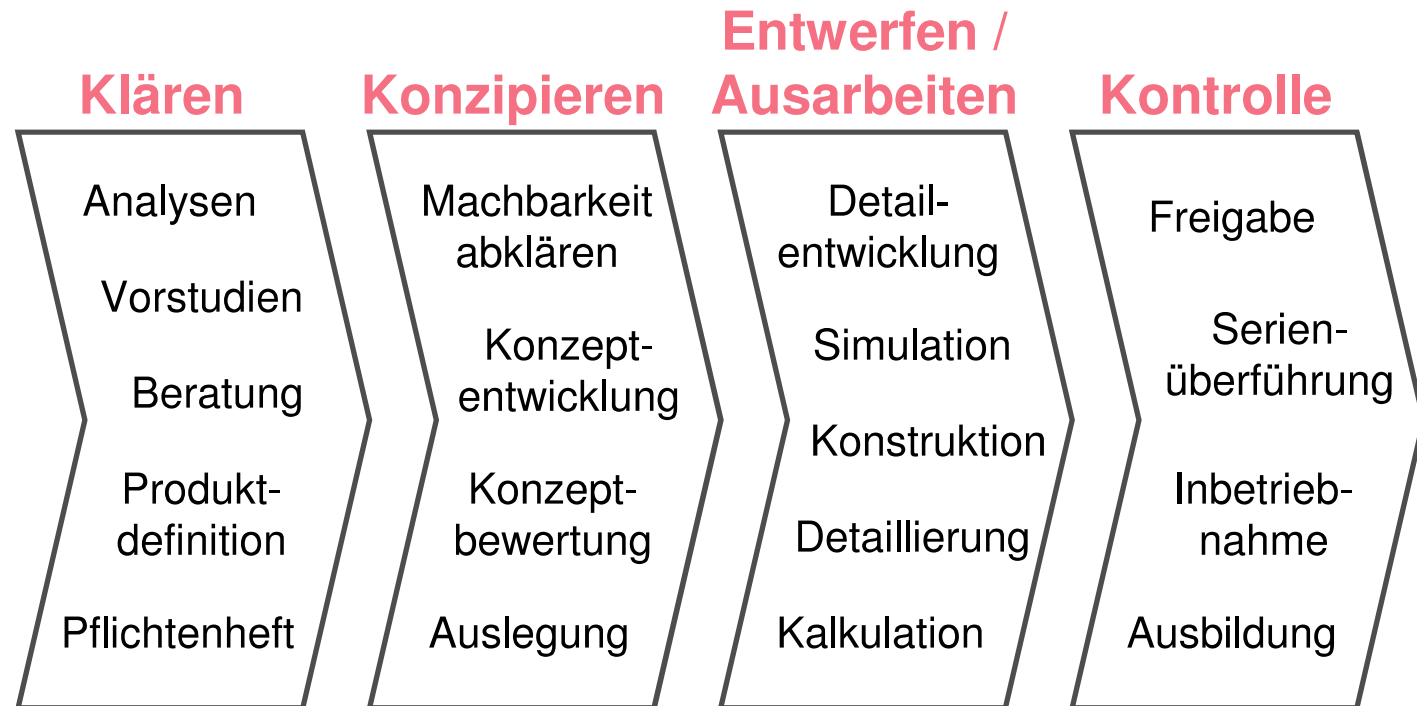 Klären
Analysen
Vorstudien
Beratung
Produkt-
definition
Pflichtenheft
Konzipieren
Machbarkeit
abklären
Konzept-
entwicklung
Konzept-
bewertung
Auslegung
Entwerfen /
Ausarbeiten
Detail-
entwicklung
Simulation
Konstruktion
Detaillierung
Kalkulation
Kontrolle
Freigabe
Serien-
überführung
Inbetrieb-
nahme
Ausbildung